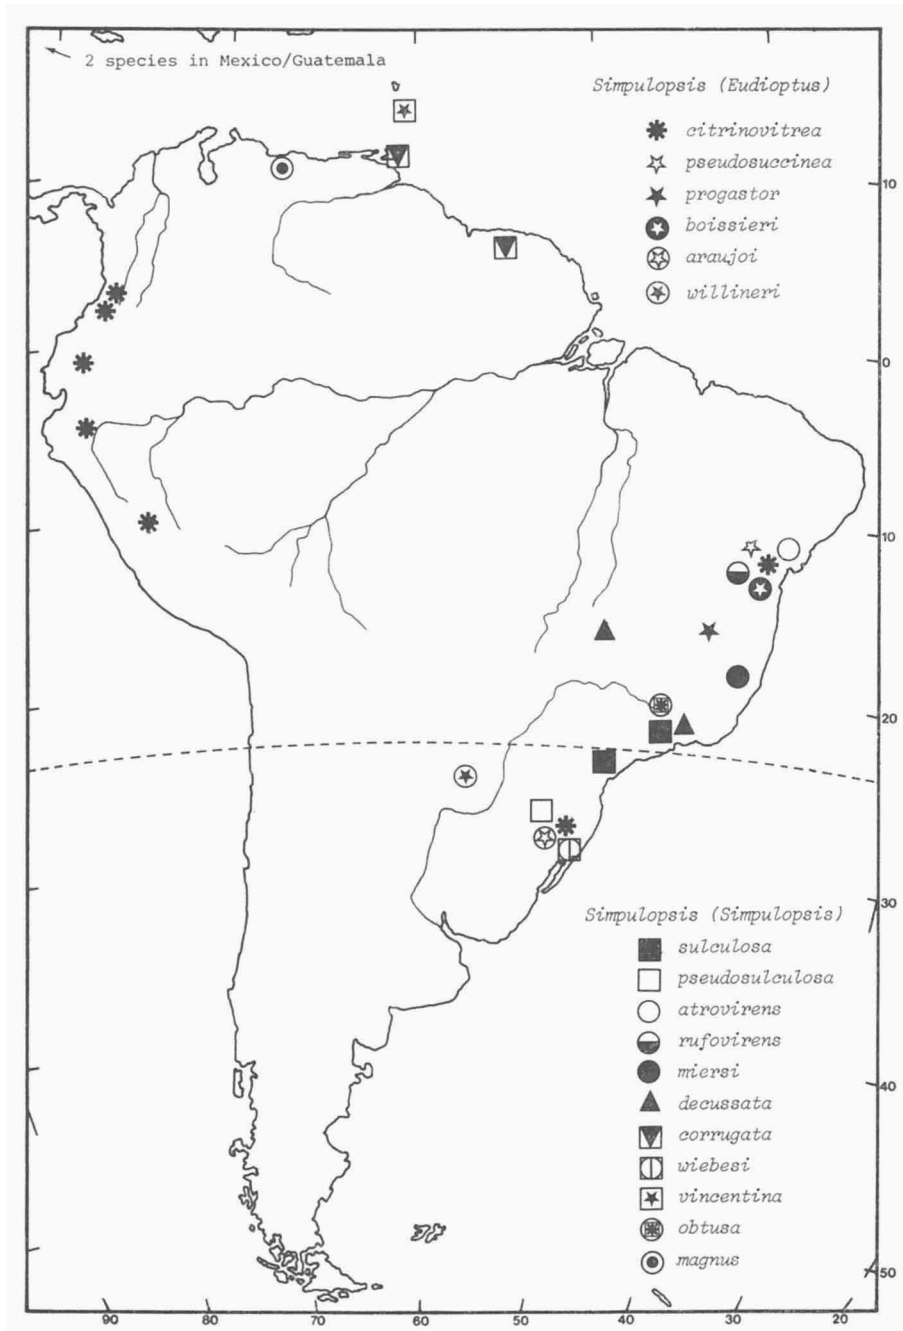 2 species in Mexico/Guatemala
Simpulopsis (Eudioptus)
citrinovitrea
pseudosuccinea
progastor
boissieri
araujoi
willineri
10
0
10
20
30
40
50
Simpulopsis (Simpulopsis)
sulculosa
pseudosulculosa
atrovirens
rufovirens
miersi
decussata
corrugata
wiebesi
vincentina
obtusa
magnus
90 80 70 60 50 40 30 20